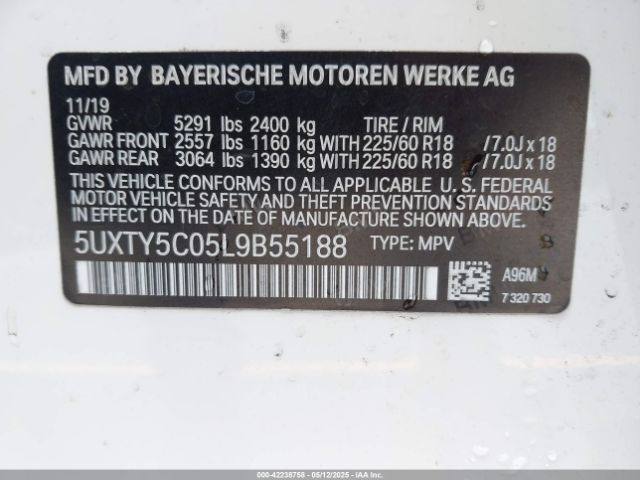 MFD BY BAYERISCHE MOTOREN WERKE AG
11/19
GVWR 5291 lbs 2400 kg TIRE / RIM
GAWR FRONT 2557 lbs 1160 kg WITH 225/60 R18 /7.0J x 18
GAWR REAR 3064 lbs 1390 kg WITH 225/60 R18 /7.0J x 18
THIS VEHICLE CONFORMS TO ALL APPLICABLE U. S. FEDERAL
MOTOR VEHICLE SAFETY AND THEFT PREVENTION STANDARDS
IN EFFECT ON THE DATE OF MANUFACTURE SHOWN ABOVE.
5UXTY5C05L9B55188 TYPE: MPV
A96M
7 320 730
000-42238758 - 05/12/2025 - IAAI.COM